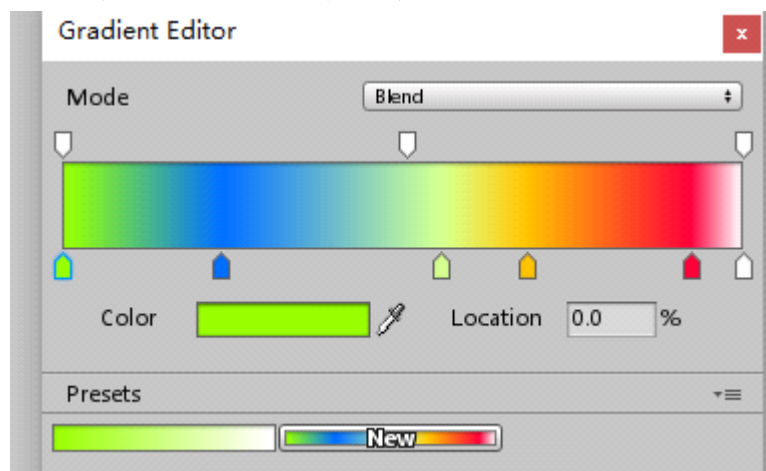 Gradient Editor x
Mode Blend
Color Location 0.0 %
Presets
New